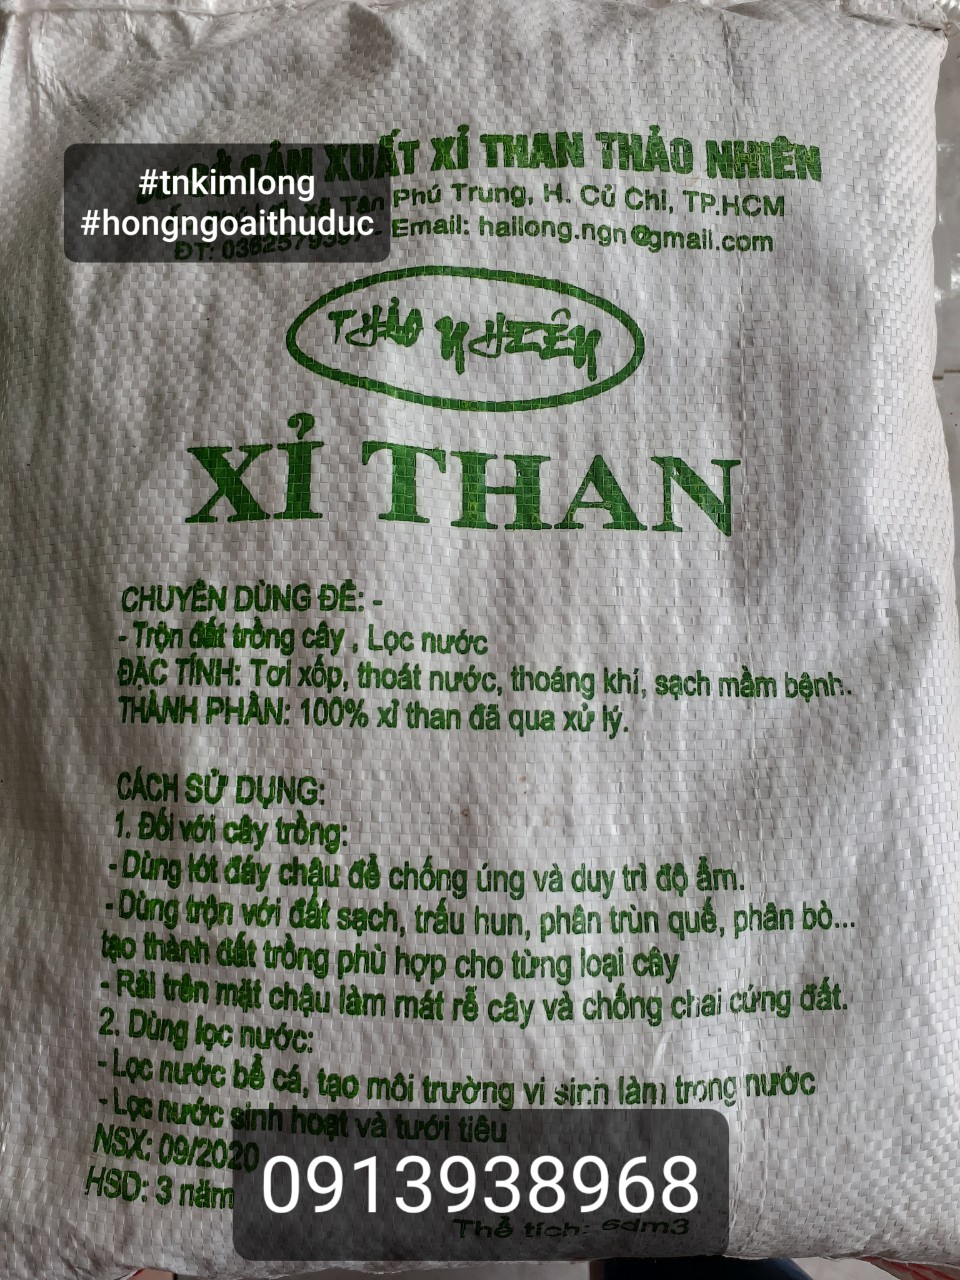 SẢN XUẤT XỈ THAN THẢO NHIÊN
#tnkimlong
Tân Phú Trung, H. Củ Chi, TP.HCM
#hongngoaithuduc
ĐT: Email: hailong.ngn@gmail.com
THẢO NHIÊN
XỈ THAN
CHUYÊN DÙNG ĐỂ: -
- Trộn đất trồng cây , Lọc nước
ĐẶC TÍNH: Tơi xốp, thoát nước, thoáng khí, sạch mầm bệnh.
THÀNH PHẦN: 100% xỉ than đã qua xử lý.
CÁCH SỬ DỤNG:
1. Đối với cây trồng:
- Dùng lót đáy chậu để chống úng và duy trì độ ẩm.
- Dùng trộn với đất sạch, trấu hun, phân trùn quế, phân bò...
tạo thành đất trồng phù hợp cho từng loại cây
- Rải trên mặt chậu làm mát rễ cây và chống chai cứng đất.
2. Dùng lọc nước:
- Lọc nước bể cá, tạo môi trường vi sinh làm trong nước
- Lọc nước sinh hoạt và tưới tiêu
NSX: 09/2020
HSD: 3 năm
0913938968
Thể tích: 6dm3